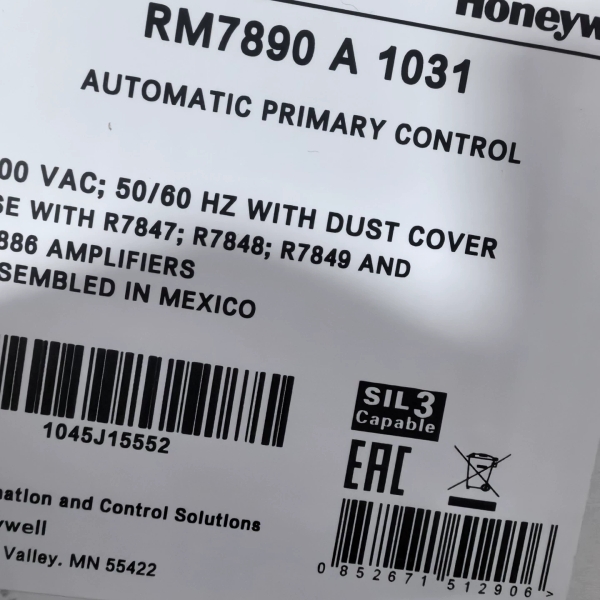 Honeyw
RM7890 A 1031
AUTOMATIC PRIMARY CONTROL
00 VAC; 50/60 HZ WITH DUST COVER
SE WITH R7847; R7848; R7849 AND
886 AMPLIFIERS
SEMBLED IN MEXICO
1045J15552
SIL 3
Capable
EAC
ation and Control Solutions
ywell
Valley, MN 55422
0 852671 512906 >